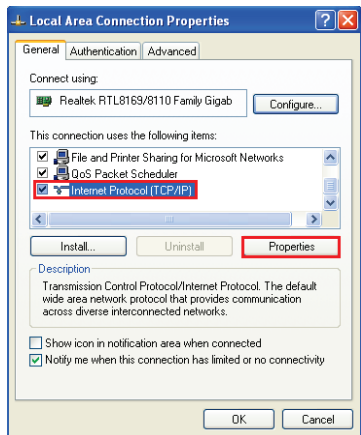 Local Area Connection Properties
General Authentication Advanced
Connect using:
Realtek RTL8169/8110 Family Gigab Configure...
This connection uses the following items:
File and Printer Sharing for Microsoft Networks
QoS Packet Scheduler
Internet Protocol (TCP/IP)
Install... Uninstall Properties
Description
Transmission Control Protocol/Internet Protocol. The default
wide area network protocol that provides communication
across diverse interconnected networks.
Show icon in notification area when connected
Notify me when this connection has limited or no connectivity
OK Cancel